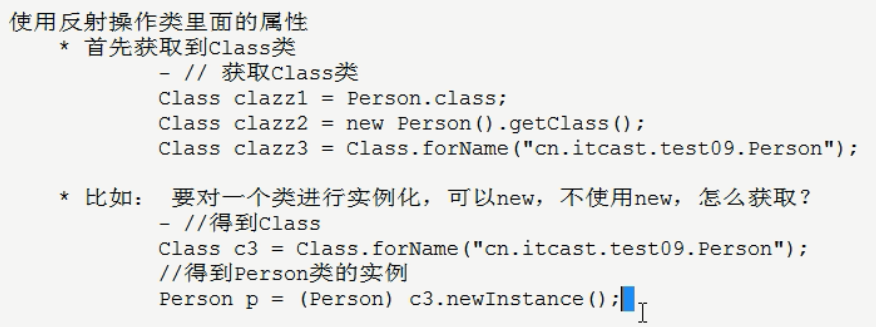 使用反射操作类里面的属性
* 首先获取到Class类
- // 获取Class类
Class clazz1 = Person.class;
Class clazz2 = new Person().getClass();
Class clazz3 = Class.forName("cn.itcast.test09.Person");
* 比如： 要对一个类进行实例化，可以new，不使用new，怎么获取？
- //得到Class
Class c3 = Class.forName("cn.itcast.test09.Person");
//得到Person类的实例
Person p = (Person) c3.newInstance();